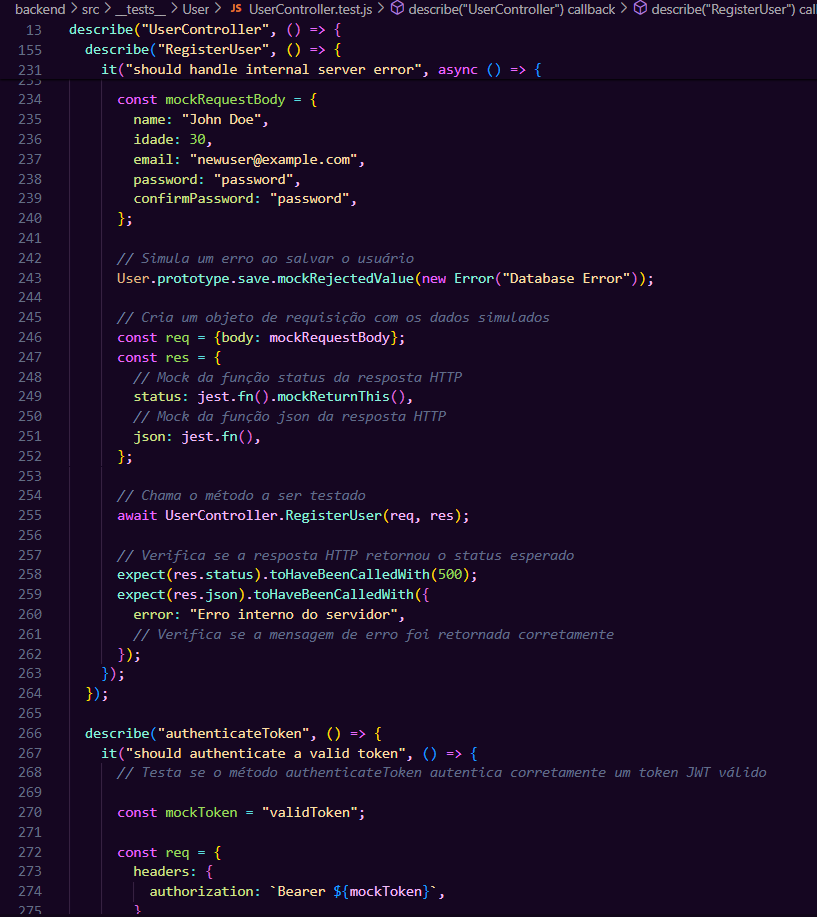 backend > src > __tests__ > User > JS UserController.test.js > describe("UserController") callback > describe("RegisterUser") call
13 describe("UserController", () => {
155 describe("RegisterUser", () => {
231 it("should handle internal server error", async () => {
233
234 const mockRequestBody = {
235 name: "John Doe",
236 idade: 30,
237 email: "newuser@example.com",
238 password: "password",
239 confirmPassword: "password",
240 };
241
242 // Simula um erro ao salvar o usuário
243 User.prototype.save.mockRejectedValue(new Error("Database Error"));
244
245 // Cria um objeto de requisição com os dados simulados
246 const req = {body: mockRequestBody};
247 const res = {
248 // Mock da função status da resposta HTTP
249 status: jest.fn().mockReturnThis(),
250 // Mock da função json da resposta HTTP
251 json: jest.fn(),
252 };
253
254 // Chama o método a ser testado
255 await UserController.RegisterUser(req, res);
256
257 // Verifica se a resposta HTTP retornou o status esperado
258 expect(res.status).toHaveBeenCalledWith(500);
259 expect(res.json).toHaveBeenCalledWith({
260 error: "Erro interno do servidor",
261 // Verifica se a mensagem de erro foi retornada corretamente
262 });
263 });
264 });
265
266 describe("authenticateToken", () => {
267 it("should authenticate a valid token", () => {
268 // Testa se o método authenticateToken autentica corretamente um token JWT válido
269
270 const mockToken = "validToken";
271
272 const req = {
273 headers: {
274 authorization: `Bearer ${mockToken}`,
275 }